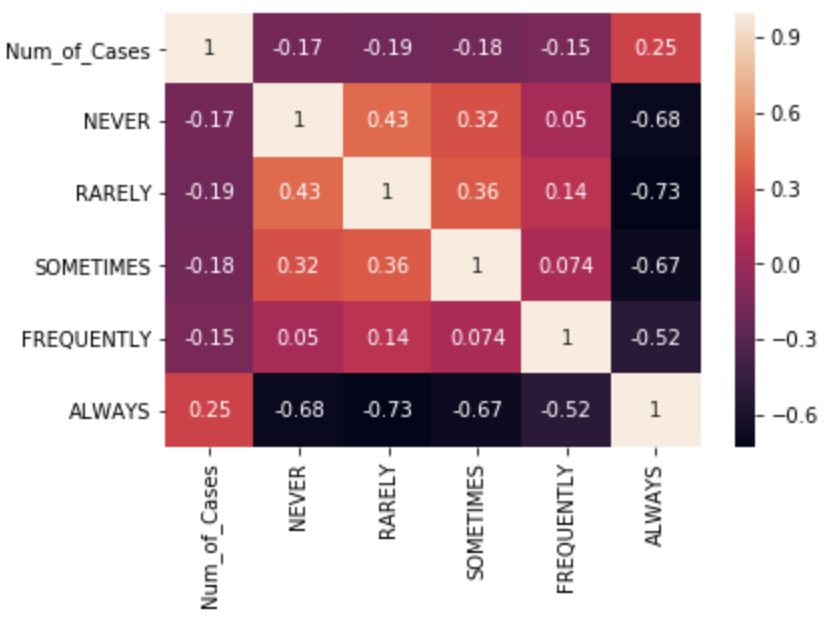 Num_of_Cases 1 -0.17 -0.19 -0.18 -0.15 0.25
NEVER -0.17 1 0.43 0.32 0.05 -0.68
RARELY -0.19 0.43 1 0.36 0.14 -0.73
SOMETIMES -0.18 0.32 0.36 1 0.074 -0.67
FREQUENTLY -0.15 0.05 0.14 0.074 1 -0.52
ALWAYS 0.25 -0.68 -0.73 -0.67 -0.52 1
Num_of_Cases NEVER RARELY SOMETIMES FREQUENTLY ALWAYS
0.9
0.6
0.3
0.0
−0.3
−0.6